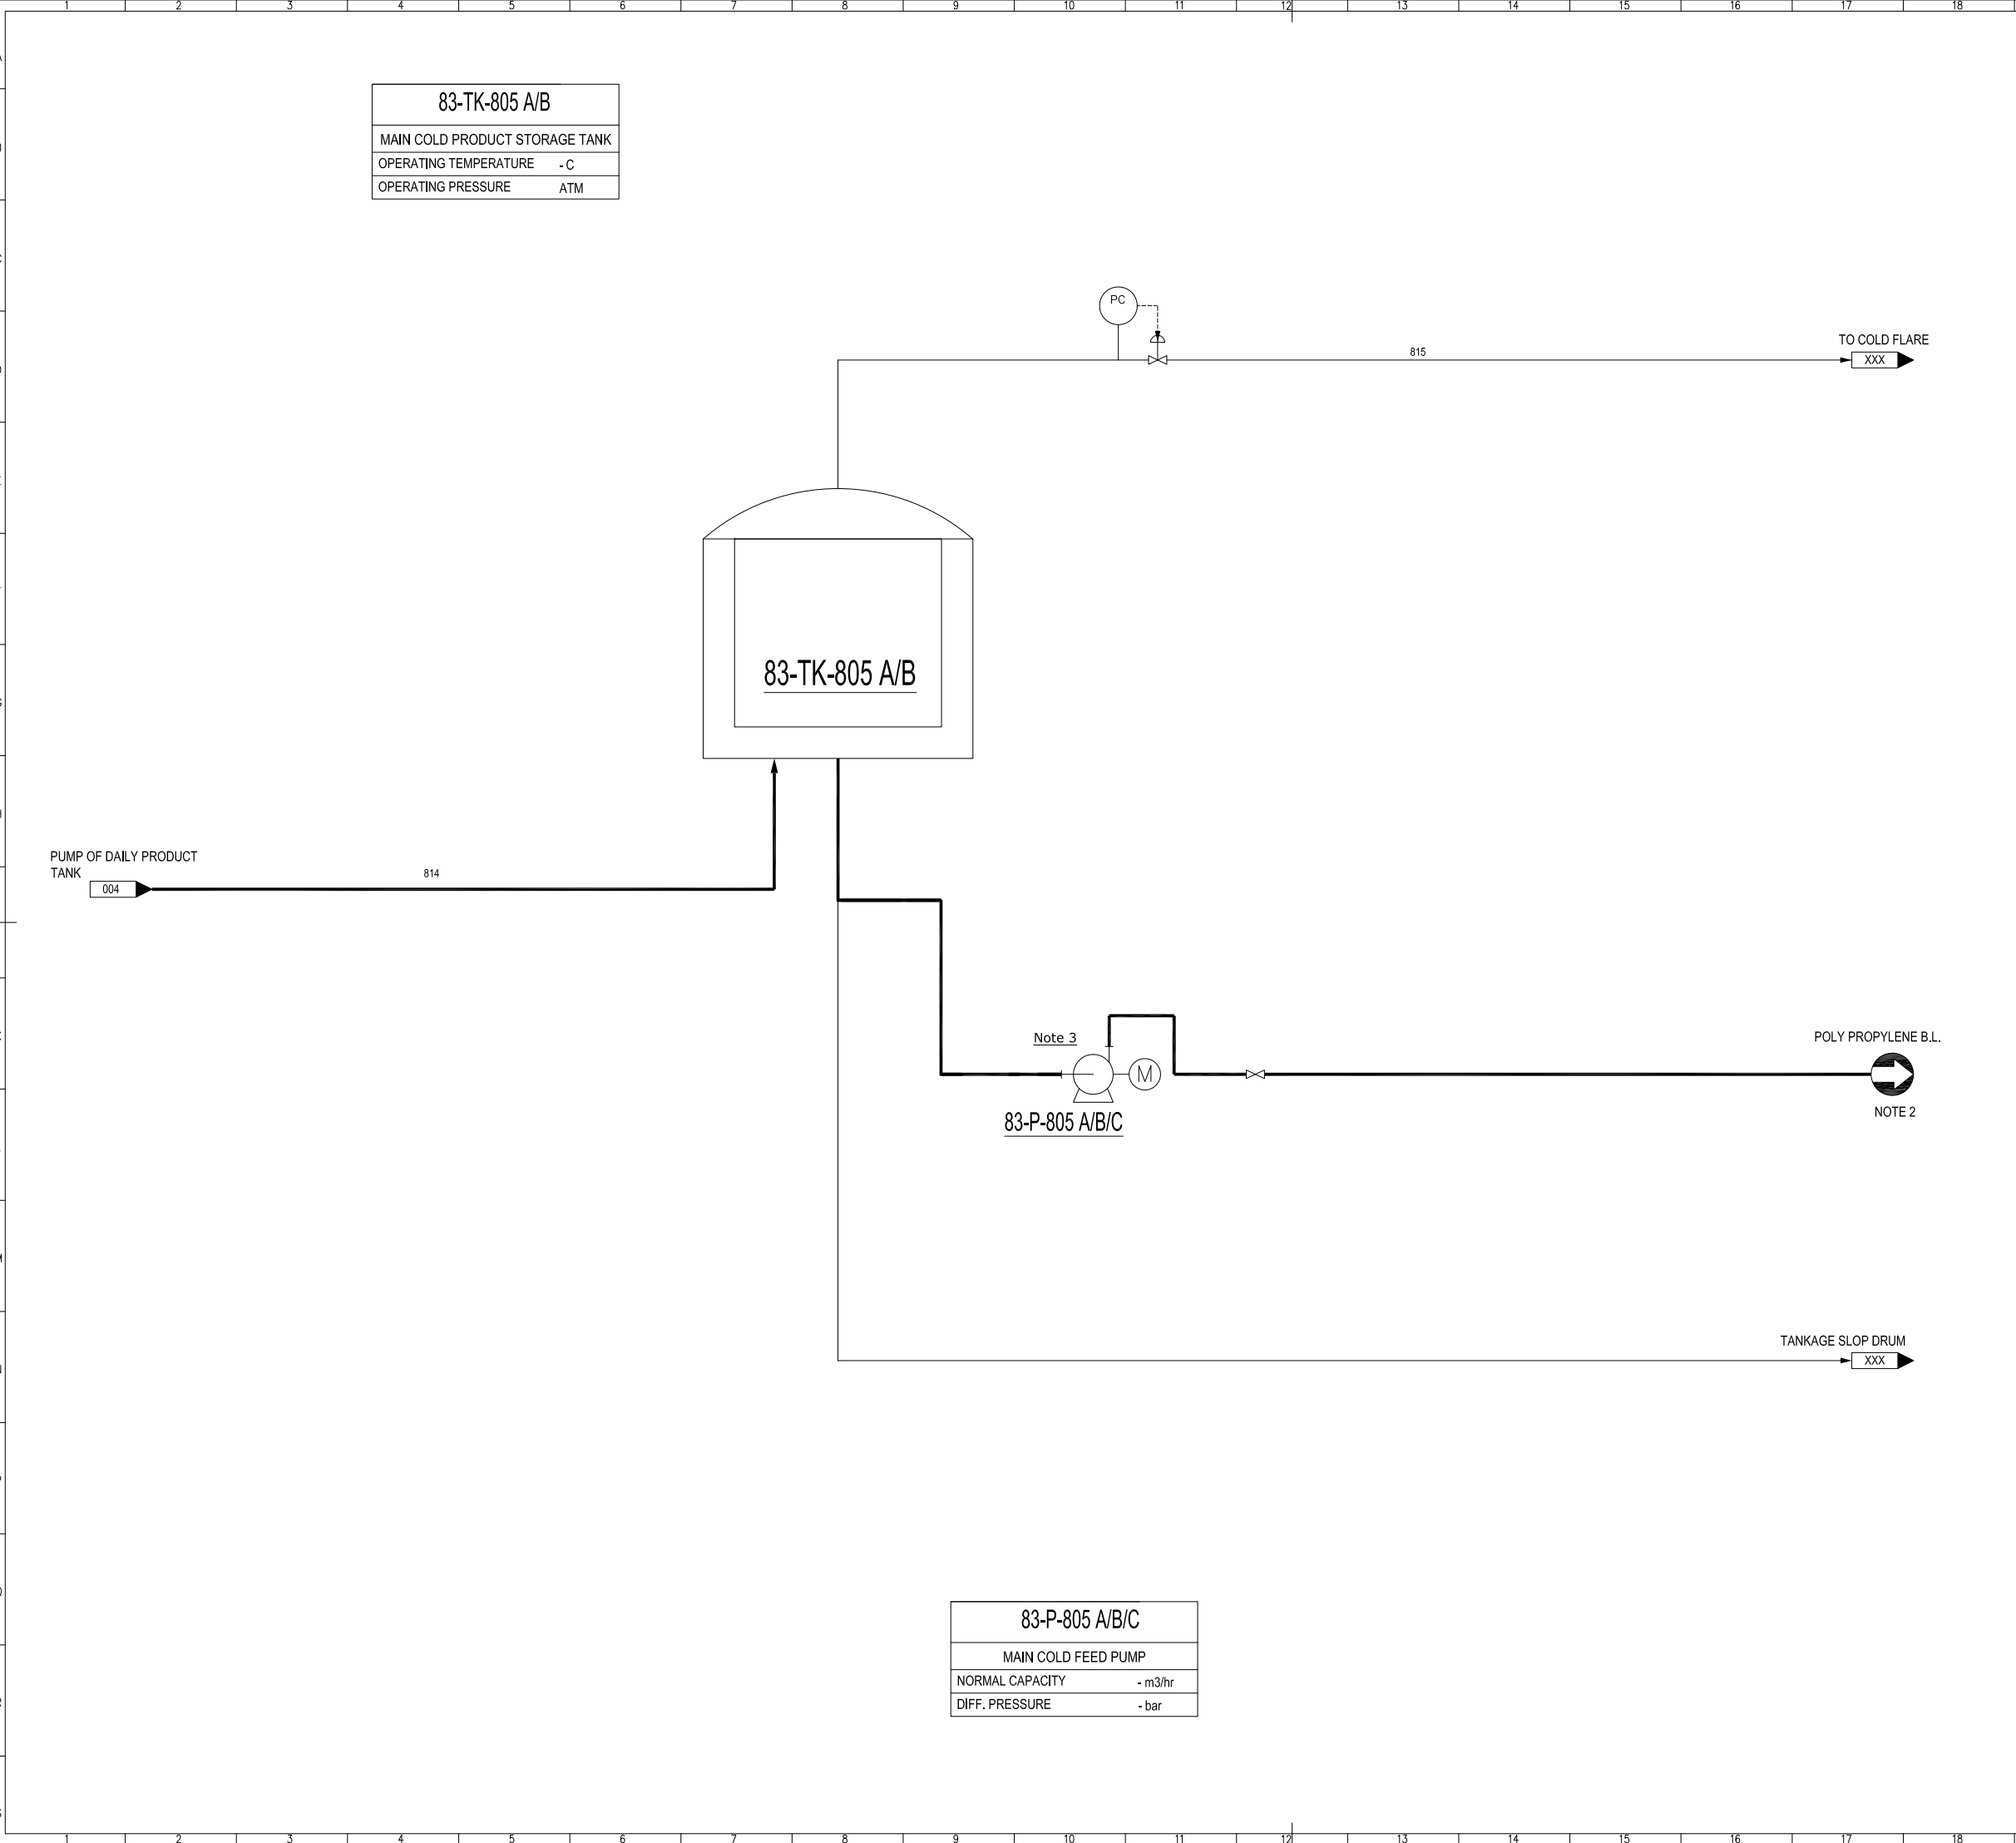 1 2 3 4 5 6 7 8 9 10 11 12 13 14 15 16 17 18
83-TK-805 A/B
MAIN COLD PRODUCT STORAGE TANK
OPERATING TEMPERATURE - C
OPERATING PRESSURE ATM
PC
815
TO COLD FLARE
XXX
83-TK-805 A/B
PUMP OF DAILY PRODUCT
TANK
004
814
Note 3
M
83-P-805 A/B/C
POLY PROPYLENE B.L.
NOTE 2
TANKAGE SLOP DRUM
XXX
83-P-805 A/B/C
MAIN COLD FEED PUMP
NORMAL CAPACITY - m3/hr
DIFF. PRESSURE - bar
1 2 3 4 5 6 7 8 9 10 11 12 13 14 15 16 17 18